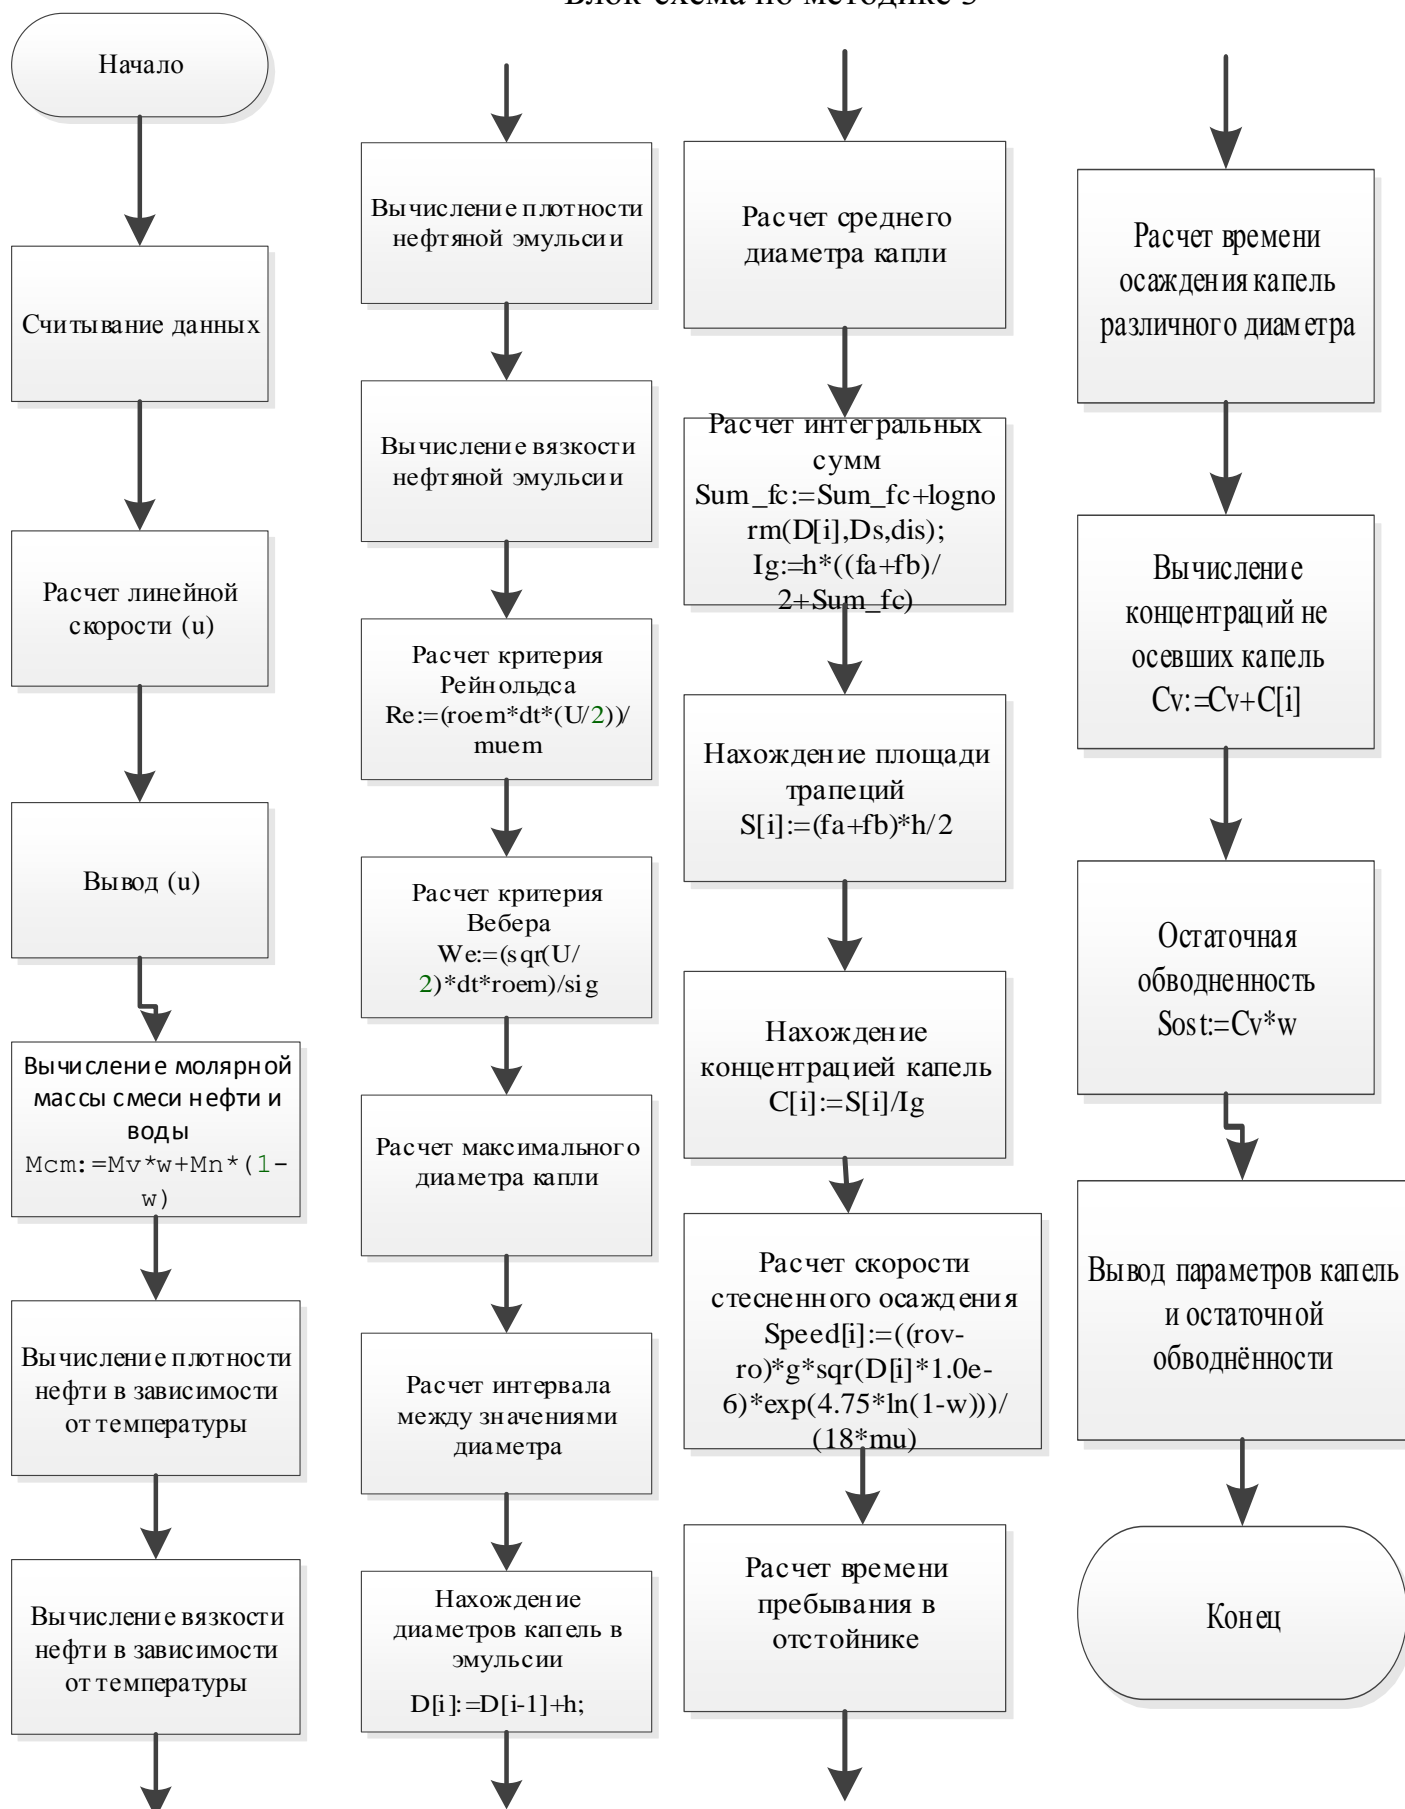 Блок-схема по методике 3
Начало
Считывание данных
Расчет линейной
скорости (u)
Вывод (u)
Вычисление молярной
массы смеси нефти и
воды
Mcm:=Mv*w+Mn*(1-
w)
Вычисление плотности
нефти в зависимости
от температуры
Вычисление вязкости
нефти в зависимости
от температуры
Вычисление плотности
нефтяной эмульсии
Вычисление вязкости
нефтяной эмульсии
Расчет критерия
Рейнольдса
Re:=(roem*dt*(U/2))/
muem
Расчет критерия
Вебера
We:=(sqr(U/
2)*dt*roem)/sig
Расчет максимального
диаметра капли
Расчет интервала
между значениями
диаметра
Нахождение
диаметров капель в
эмульсии
D[i]:=D[i-1]+h;
Расчет среднего
диаметра капли
Расчет интегральных
сумм
Sum_fc:=Sum_fc+logno
rm(D[i],Ds,dis);
Ig:=h*((fa+fb)/
2+Sum_fc)
Нахождение площади
трапеций
S[i]:=(fa+fb)*h/2
Нахождение
концентрацией капель
C[i]:=S[i]/Ig
Расчет скорости
стесненного осаждения
Speed[i]:=((rov-
ro)*g*sqr(D[i]*1.0e-
6)*exp(4.75*ln(1-w)))/
(18*mu)
Расчет времени
пребывания в
отстойнике
Расчет времени
осаждения капель
различного диаметра
Вычисление
концентраций не
осевших капель
Cv:=Cv+C[i]
Остаточная
обводненность
Sost:=Cv*w
Вывод параметров капель
и остаточной
обводнённости
Конец